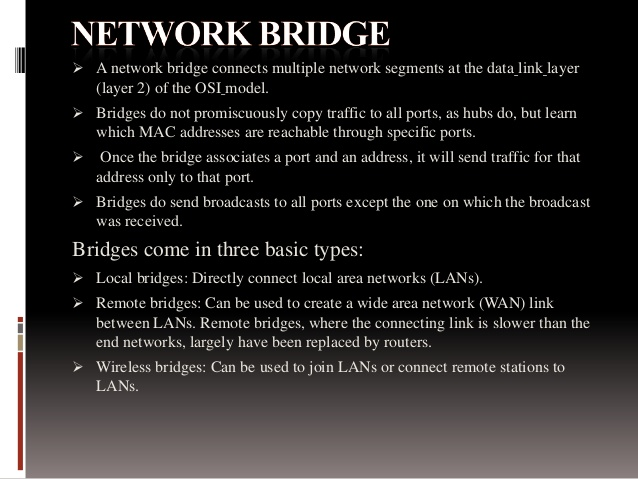 NETWORK BRIDGE
➢ A network bridge connects multiple network segments at the data link layer
(layer 2) of the OSI model.
➢ Bridges do not promiscuously copy traffic to all ports, as hubs do, but learn
which MAC addresses are reachable through specific ports.
➢ Once the bridge associates a port and an address, it will send traffic for that
address only to that port.
➢ Bridges do send broadcasts to all ports except the one on which the broadcast
was received.
Bridges come in three basic types:
➢ Local bridges: Directly connect local area networks (LANs).
➢ Remote bridges: Can be used to create a wide area network (WAN) link
between LANs. Remote bridges, where the connecting link is slower than the
end networks, largely have been replaced by routers.
➢ Wireless bridges: Can be used to join LANs or connect remote stations to
LANs.